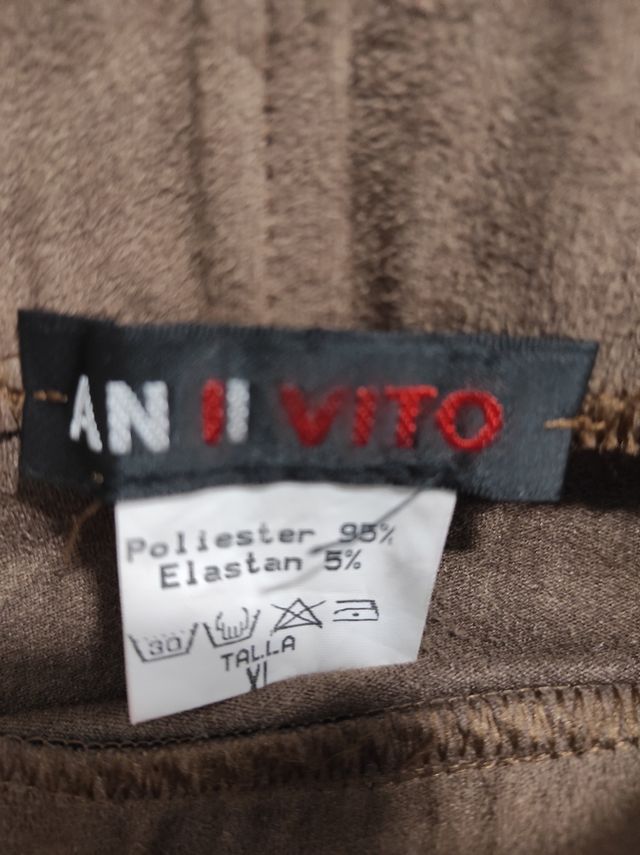 AN II VITO
Poliester 95%
Elastan 5%
30
TALLA
XL